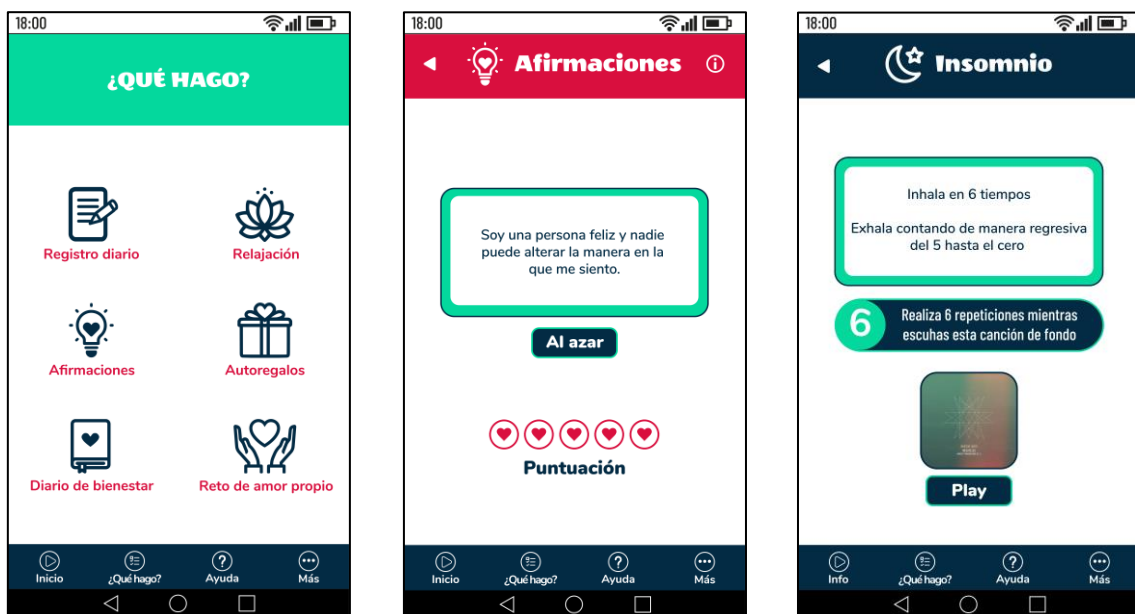 18:00
¿QUÉ HAGO?
Registro diario
Relajación
Afirmaciones
Autoregalos
Diario de bienestar
Reto de amor propio
Inicio
¿Qué hago?
Ayuda
Más
18:00
Afirmaciones
Soy una persona feliz y nadie
puede alterar la manera en la
que me siento.
Al azar
Puntuación
Inicio
¿Qué hago?
Ayuda
Más
18:00
Insomnio
Inhala en 6 tiempos
Exhala contando de manera regresiva
del 5 hasta el cero
6
Realiza 6 repeticiones mientras
escuhas esta canción de fondo
Play
Info
¿Qué hago?
Ayuda
Más